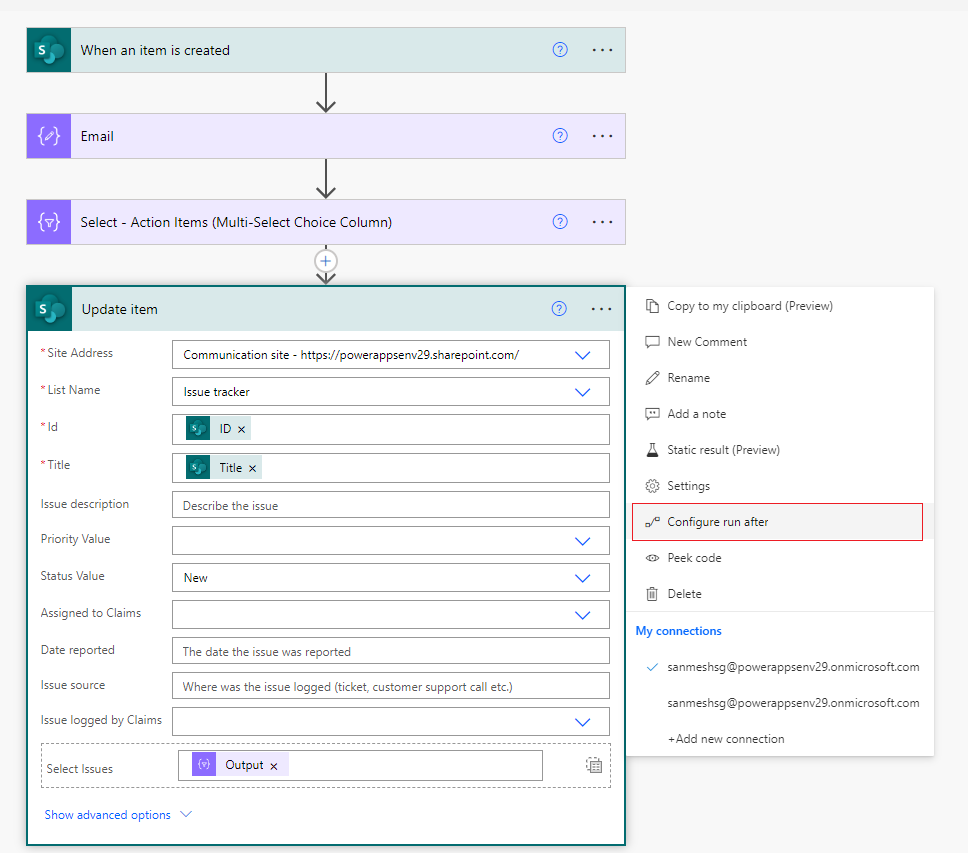 When an item is created
Email
Select - Action Items (Multi-Select Choice Column)
Update item
* Site Address
Communication site - https://powerappsenv29.sharepoint.com/
* List Name
Issue tracker
* Id
ID ×
* Title
Title ×
Issue description
Describe the issue
Priority Value
Status Value
New
Assigned to Claims
Date reported
The date the issue was reported
Issue source
Where was the issue logged (ticket, customer support call etc.)
Issue logged by Claims
Select Issues
Output ×
Show advanced options
Copy to my clipboard (Preview)
New Comment
Rename
Add a note
Static result (Preview)
Settings
Configure run after
Peek code
Delete
My connections
sanmeshsg@powerappsenv29.onmicrosoft.com
sanmeshsg@powerappsenv29.onmicrosoft.com
+Add new connection